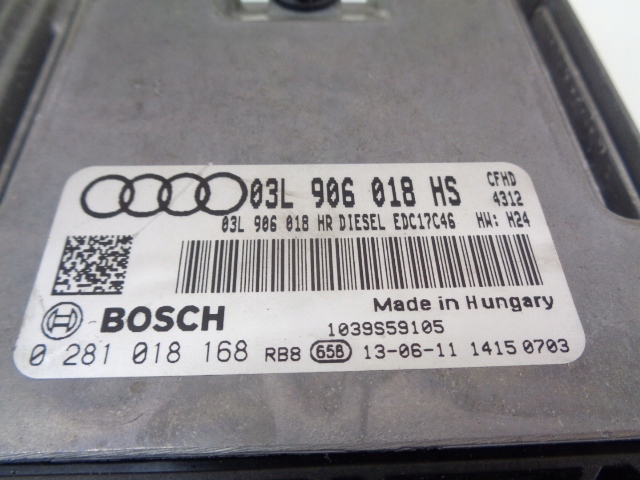 03L 906 018 HS CFHD
4312
03L 906 018 HR DIESEL EDC17C46 HW: H24
Made in Hungary
BOSCH 1039S59105
0 281 018 168 RB8 658 13-06-11 1415 0703